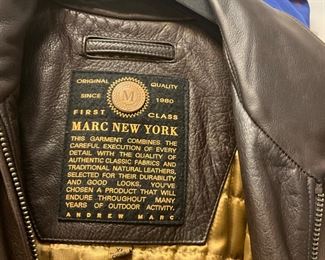 ORIGINAL QUALITY
SINCE M 1980
FIRST CLASS
MARC NEW YORK
THIS GARMENT COMBINES THE
CAREFUL EXECUTION OF EVERY
DETAIL WITH THE QUALITY OF
AUTHENTIC CLASSIC FABRICS AND
TRADITIONAL NATURAL LEATHERS,
SELECTED FOR THEIR DURABILITY
AND GOOD LOOKS, YOU'VE
CHOSEN A PRODUCT THAT WILL
ENDURE THROUGHOUT MANY
YEARS OF OUTDOOR ACTIVITY.
ANDREW MARC